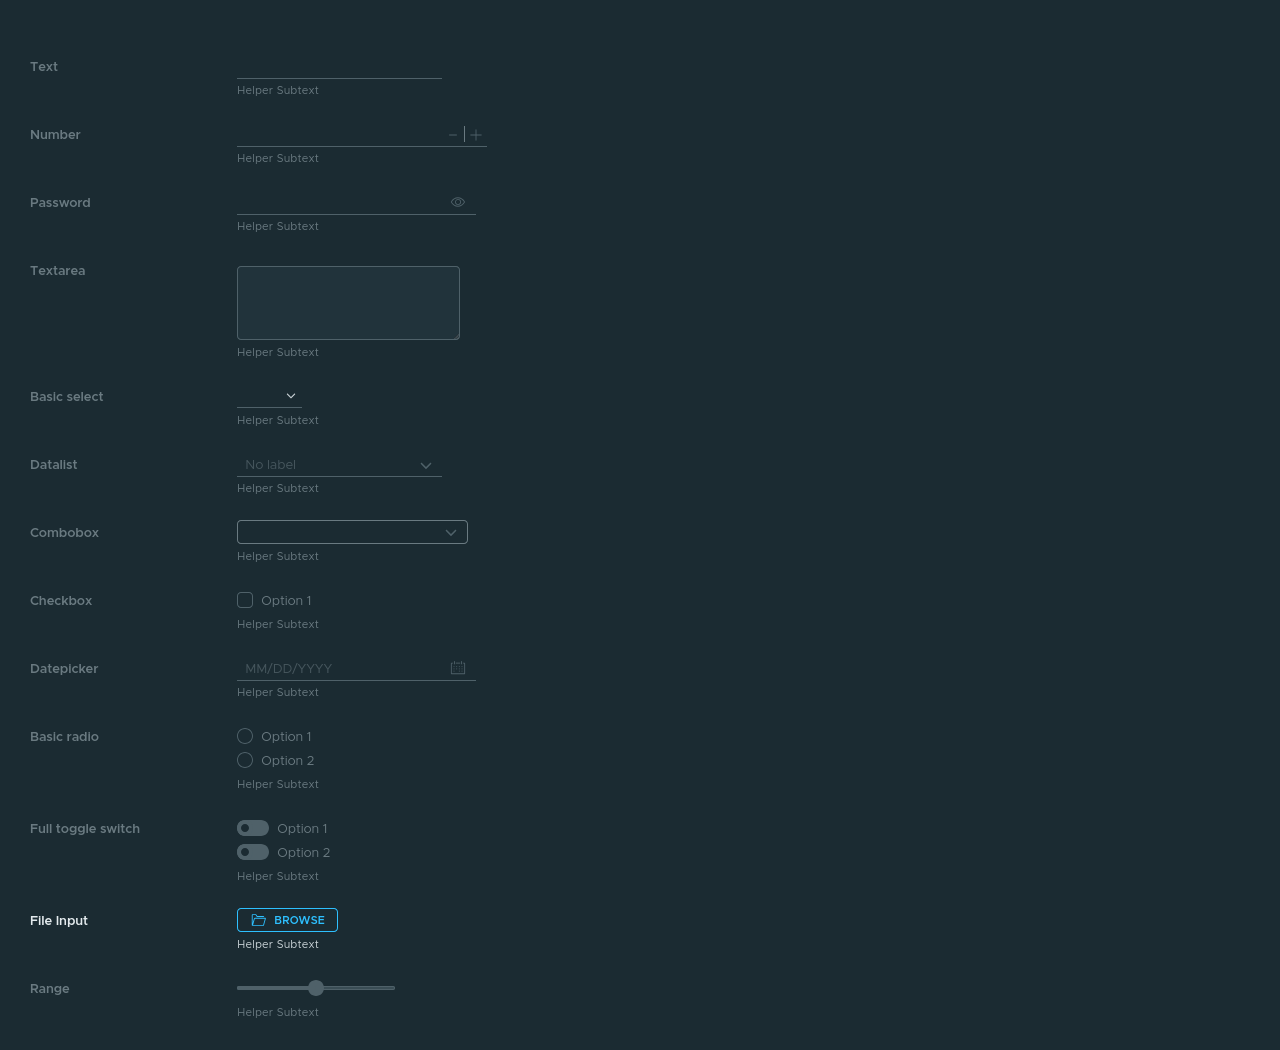 Text
Helper Subtext
Number
Helper Subtext
Password
Helper Subtext
Textarea
Helper Subtext
Basic select
Helper Subtext
Datalist
No label
Helper Subtext
Combobox
Helper Subtext
Checkbox
Option 1
Helper Subtext
Datepicker
MM/DD/YYYY
Helper Subtext
Basic radio
Option 1
Option 2
Helper Subtext
Full toggle switch
Option 1
Option 2
Helper Subtext
File Input
BROWSE
Helper Subtext
Range
Helper Subtext